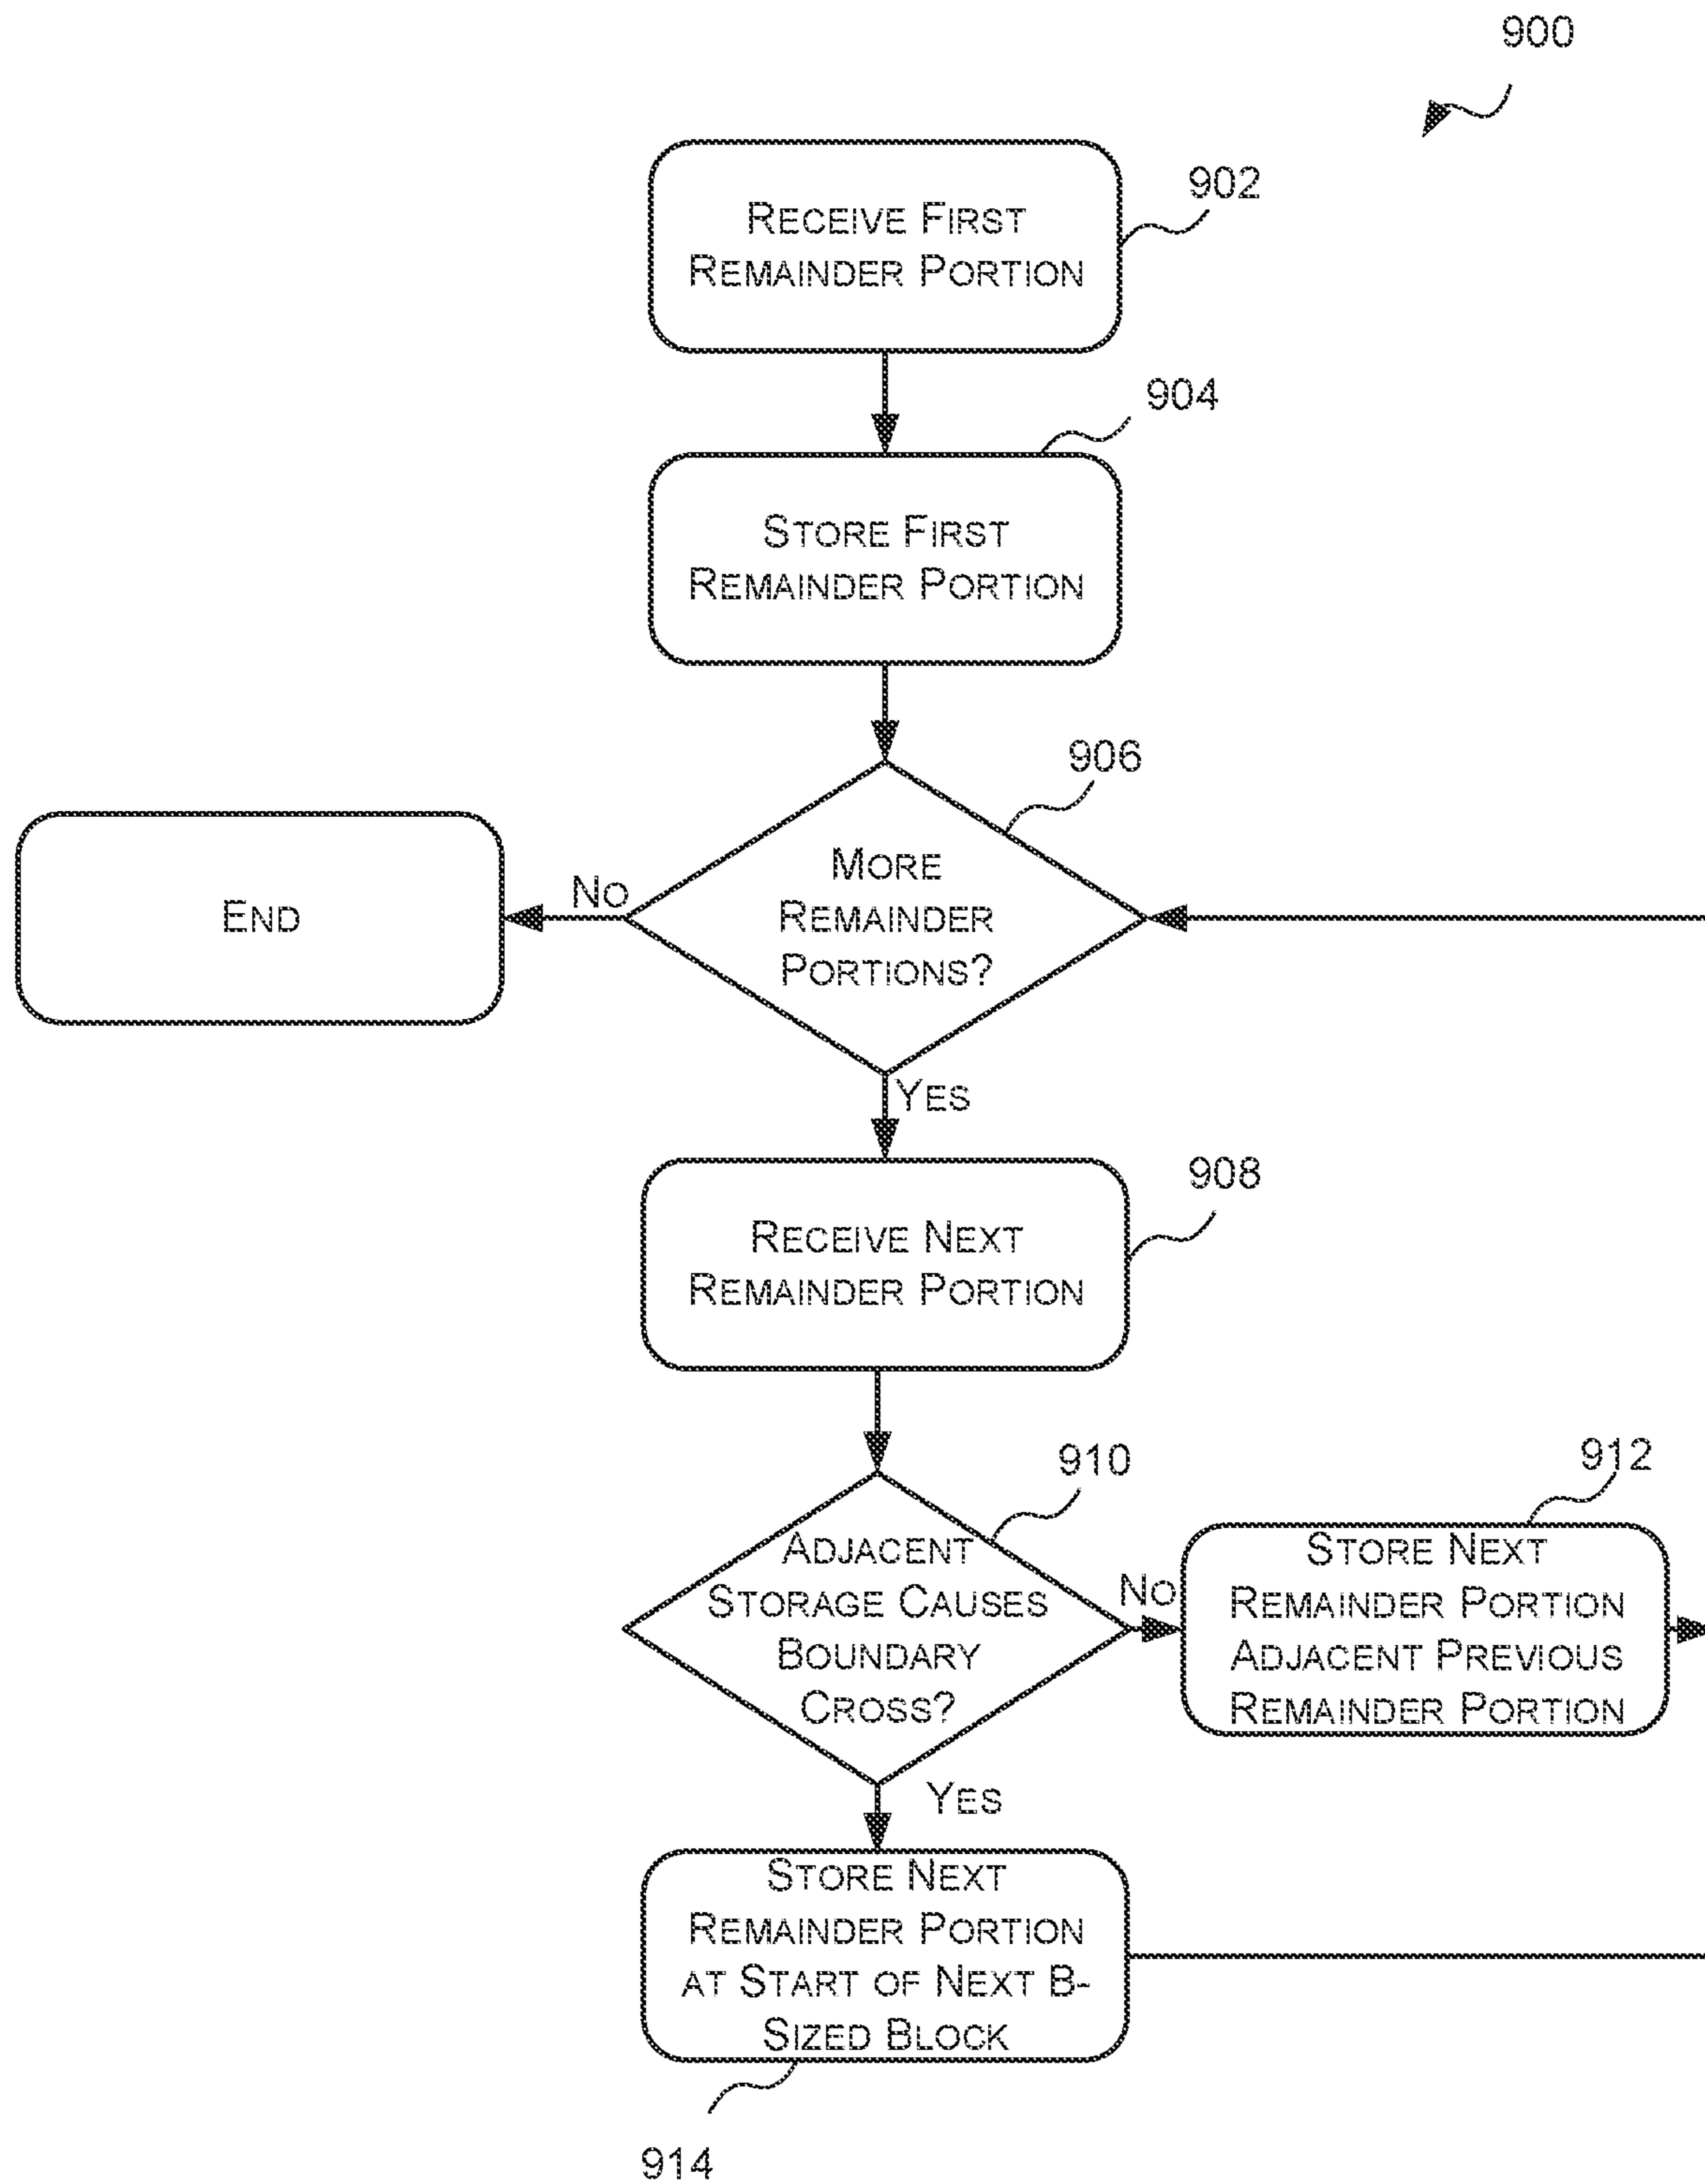 900
RECEIVE FIRST
REMAINDER PORTION
902
904
STORE FIRST
REMAINDER PORTION
906
MORE
REMAINDER
PORTIONS?
NO
END
YES
908
RECEIVE NEXT
REMAINDER PORTION
910
ADJACENT
STORAGE CAUSES
BOUNDARY
CROSS?
NO
912
STORE NEXT
REMAINDER PORTION
ADJACENT PREVIOUS
REMAINDER PORTION
YES
STORE NEXT
REMAINDER PORTION
AT START OF NEXT B-
SIZED BLOCK
914